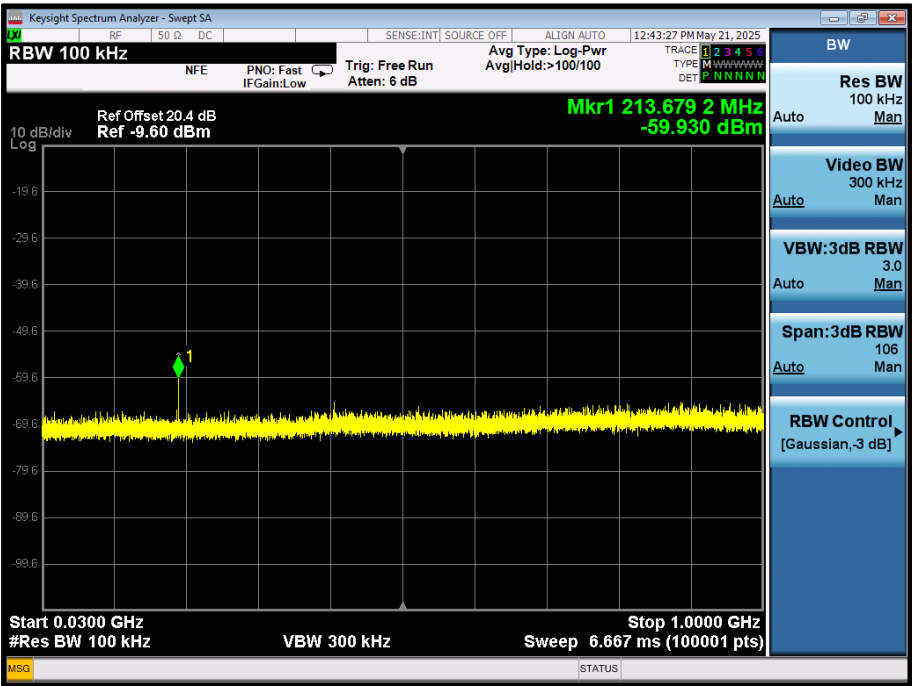 Keysight Spectrum Analyzer - Swept SA
LXI RF 50 Ω DC SENSE:INT SOURCE OFF ALIGN AUTO 12:43:27 PM May 21, 2025
RBW 100 kHz
NFE
PNO: Fast
IFGain:Low
Trig: Free Run
Atten: 6 dB
Avg Type: Log-Pwr
Avg|Hold:>100/100
TRACE 1 2 3 4 5 6
TYPE M WWWWW
DET P N N N N N
Mkr1 213.679 2 MHz
-59.930 dBm
Ref Offset 20.4 dB
10 dB/div Ref -9.60 dBm
Log
-19.6
-29.6
-39.6
-49.6
1
-59.6
-69.6
-79.6
-89.6
-99.6
Start 0.0300 GHz Stop 1.0000 GHz
#Res BW 100 kHz VBW 300 kHz Sweep 6.667 ms (100001 pts)
MSG STATUS
BW
Res BW
100 kHz
Auto Man
Video BW
300 kHz
Auto Man
VBW:3dB RBW
3.0
Auto Man
Span:3dB RBW
106
Auto Man
RBW Control
[Gaussian,-3 dB]